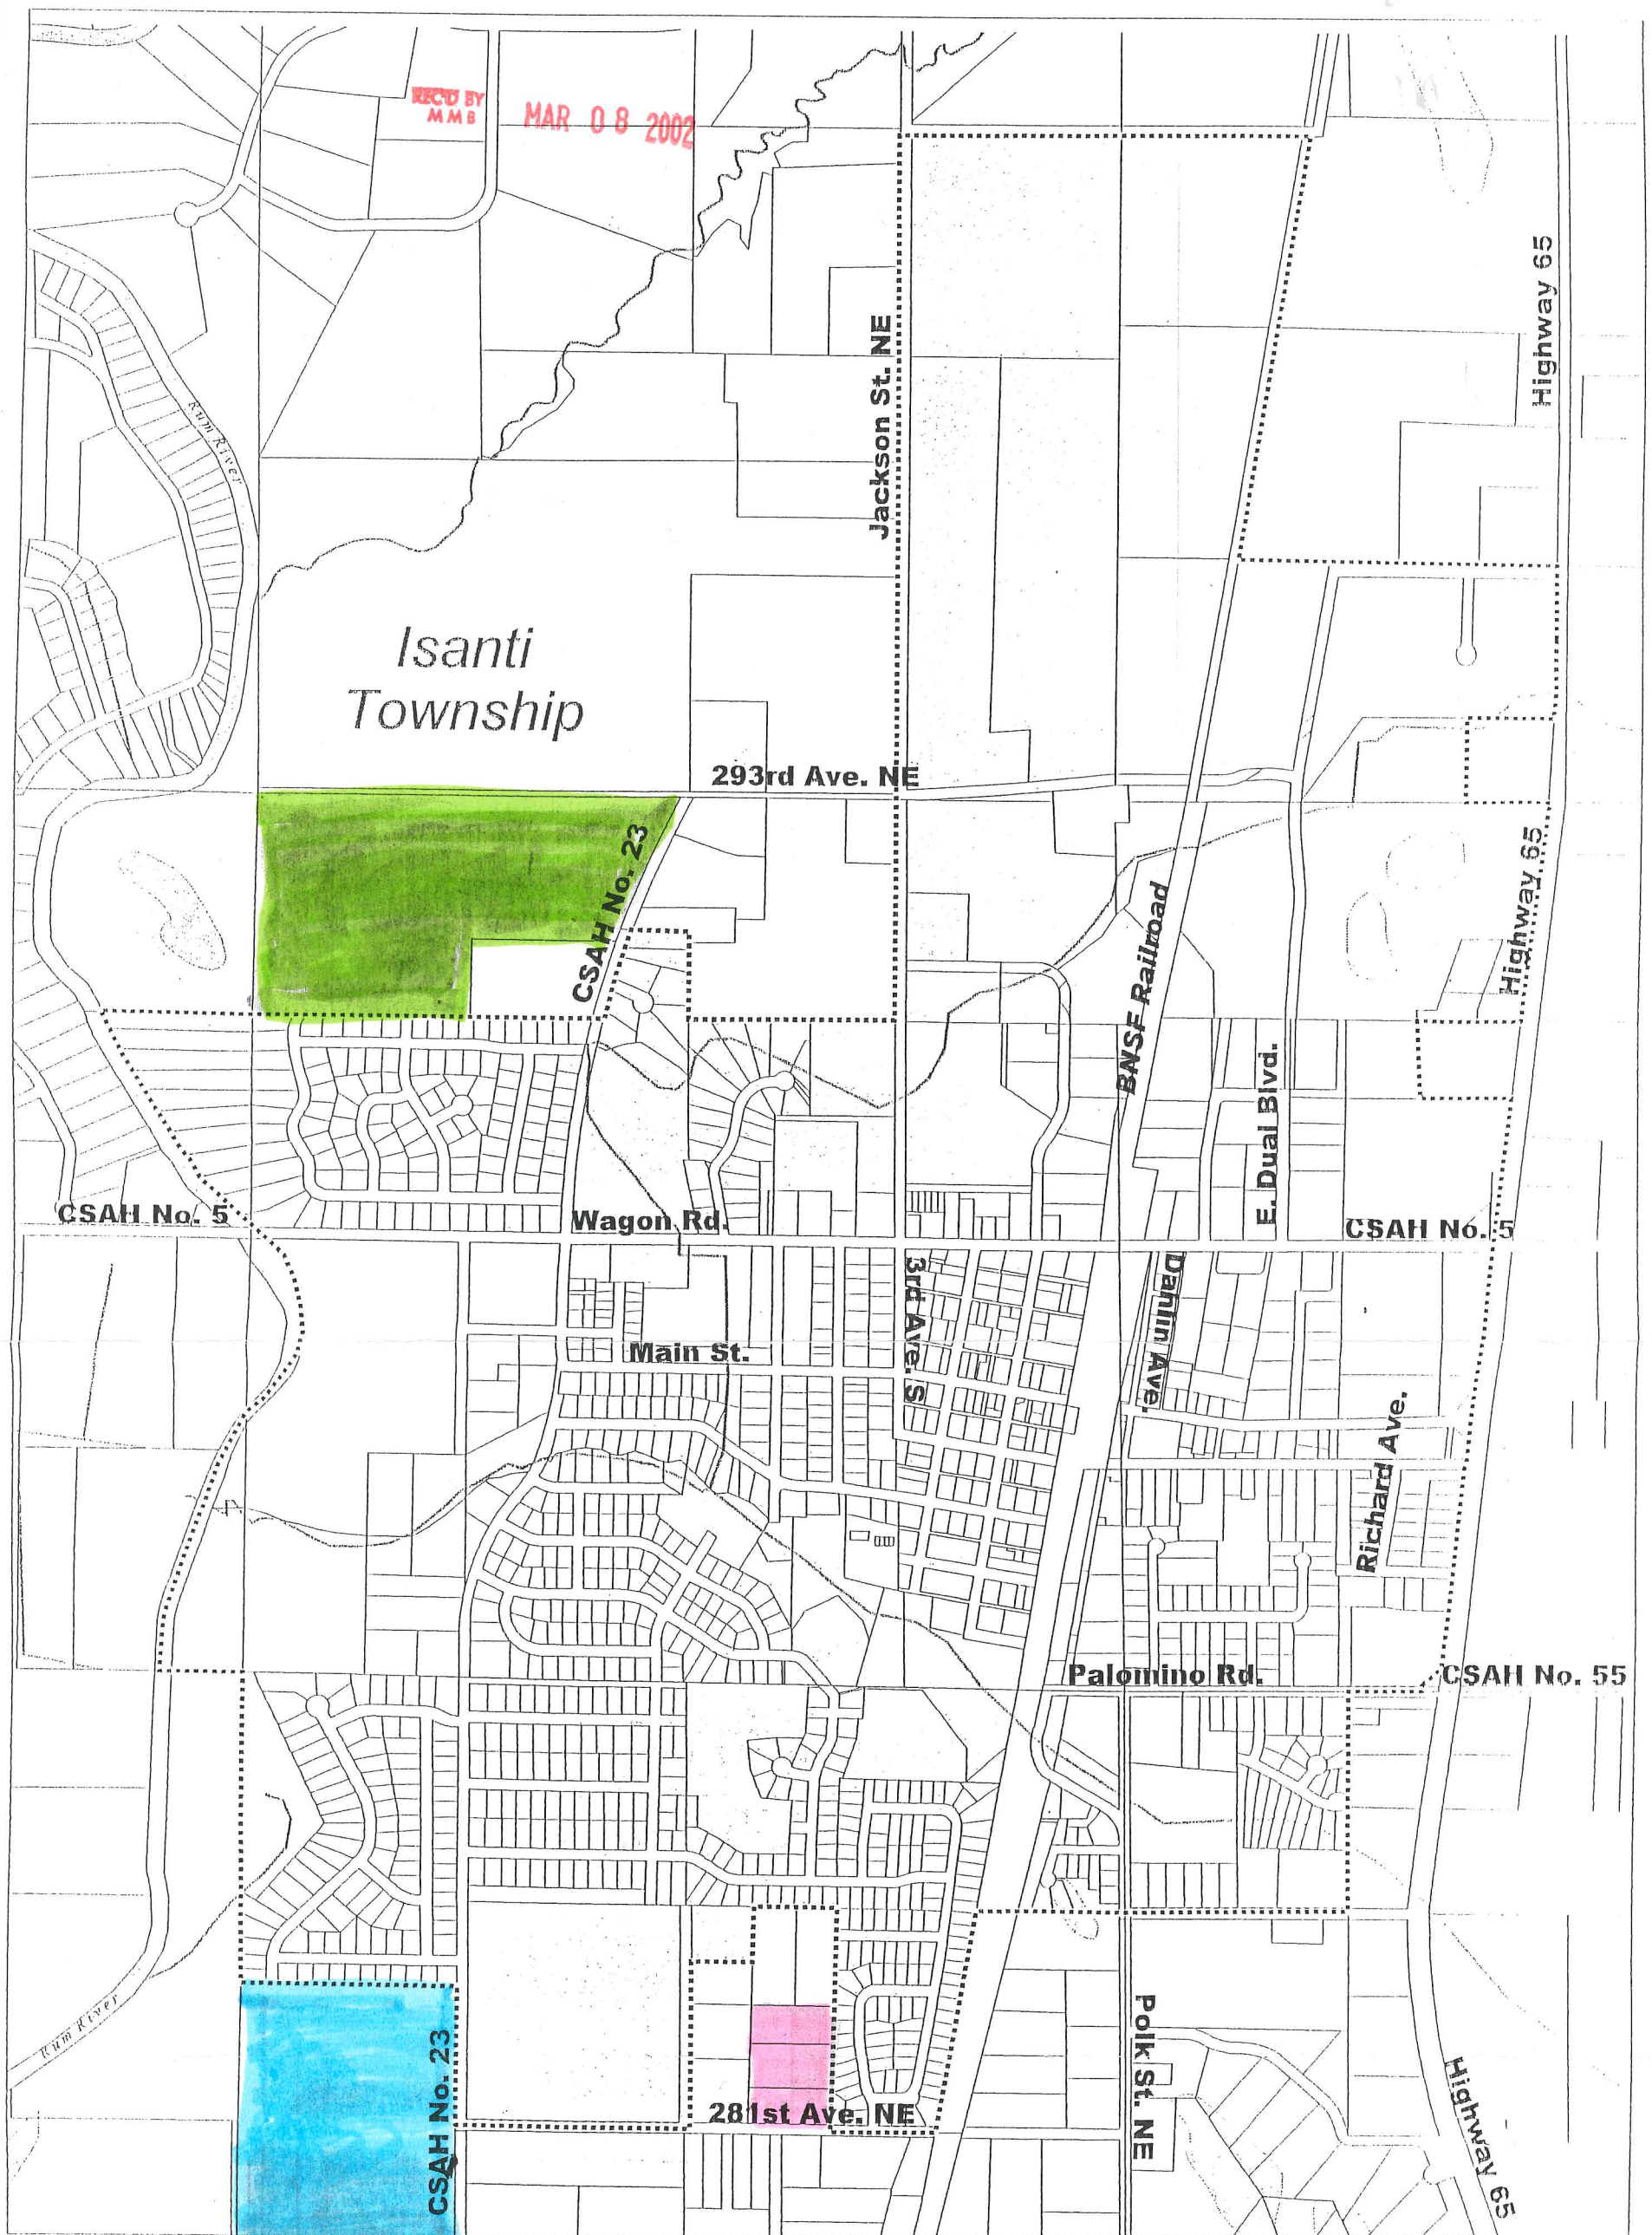 REC'D BY
MMB
MAR 08 2002
Highway 65
Jackson St. NE
Rum River
Isanti
Township
293rd Ave. NE
CSAH No. 23
Highway 65
BNSF Railroad
E. Dual Blvd.
CSAH No. 5
Wagon Rd.
CSAH No. 5
3rd Ave. S
Dahlin Ave.
Main St.
Richard Ave.
Palomino Rd.
CSAH No. 55
Rum River
CSAH No. 23
281st Ave. NE
Polk St. NE
Highway 65